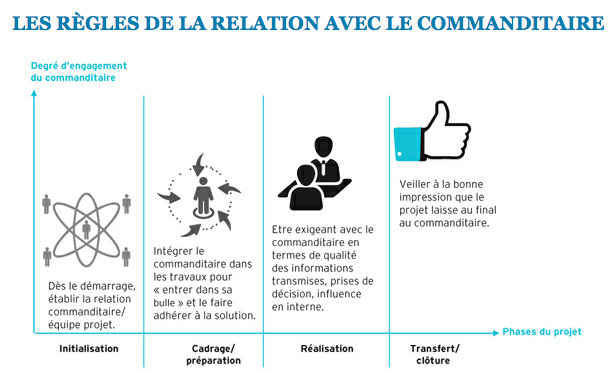 LES RÈGLES DE LA RELATION AVEC LE COMMANDITAIRE
Degré d'engagement
du commanditaire
Dès le démarrage,
établir la relation
commanditaire/
équipe projet.
Intégrer le
commanditaire dans
les travaux pour
« entrer dans sa
bulle » et le faire
adhérer à la solution.
Etre exigeant avec le
commanditaire en
termes de qualité
des informations
transmises, prises de
décision, influence
en interne.
Veiller à la bonne
impression que le
projet laisse au final
au commanditaire.
Phases du projet
Initialisation
Cadrage/
préparation
Réalisation
Transfert/
clôture